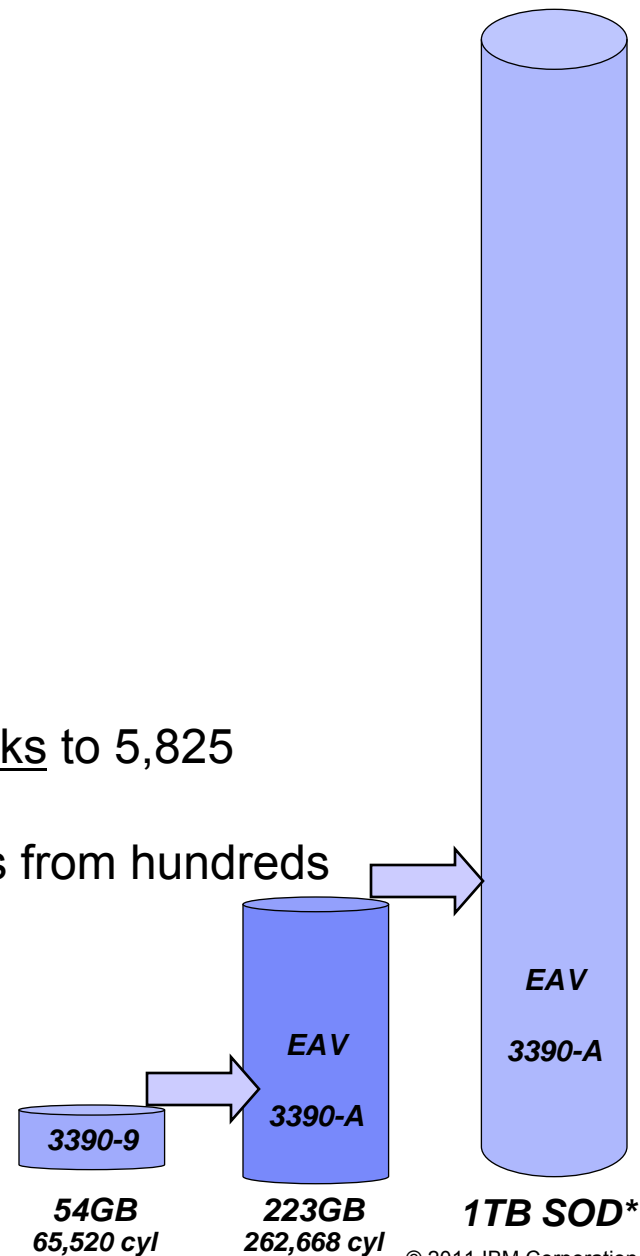 ks to 5,825
s from hundreds
EAV
3390-A
EAV
3390-A
3390-9
54GB
65,520 cyl
223GB
262,668 cyl
1TB SOD*
© 2011 IBM Corporation